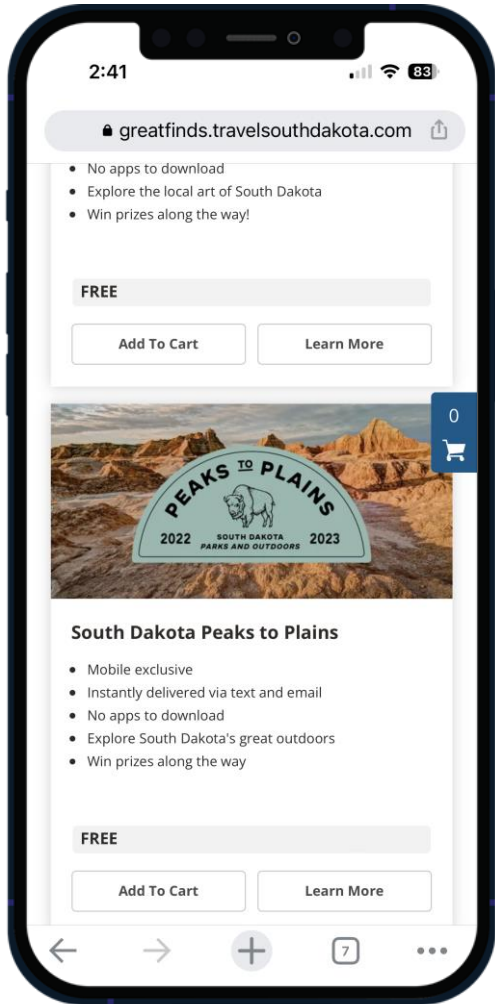 2:41
83
greatfinds.travelsouthdakota.com
No apps to download
Explore the local art of South Dakota
Win prizes along the way!
FREE
Add To Cart
Learn More
0
PEAKS TO PLAINS
2022
SOUTH DAKOTA
PARKS AND OUTDOORS
2023
South Dakota Peaks to Plains
Mobile exclusive
Instantly delivered via text and email
No apps to download
Explore South Dakota's great outdoors
Win prizes along the way
FREE
Add To Cart
Learn More
7